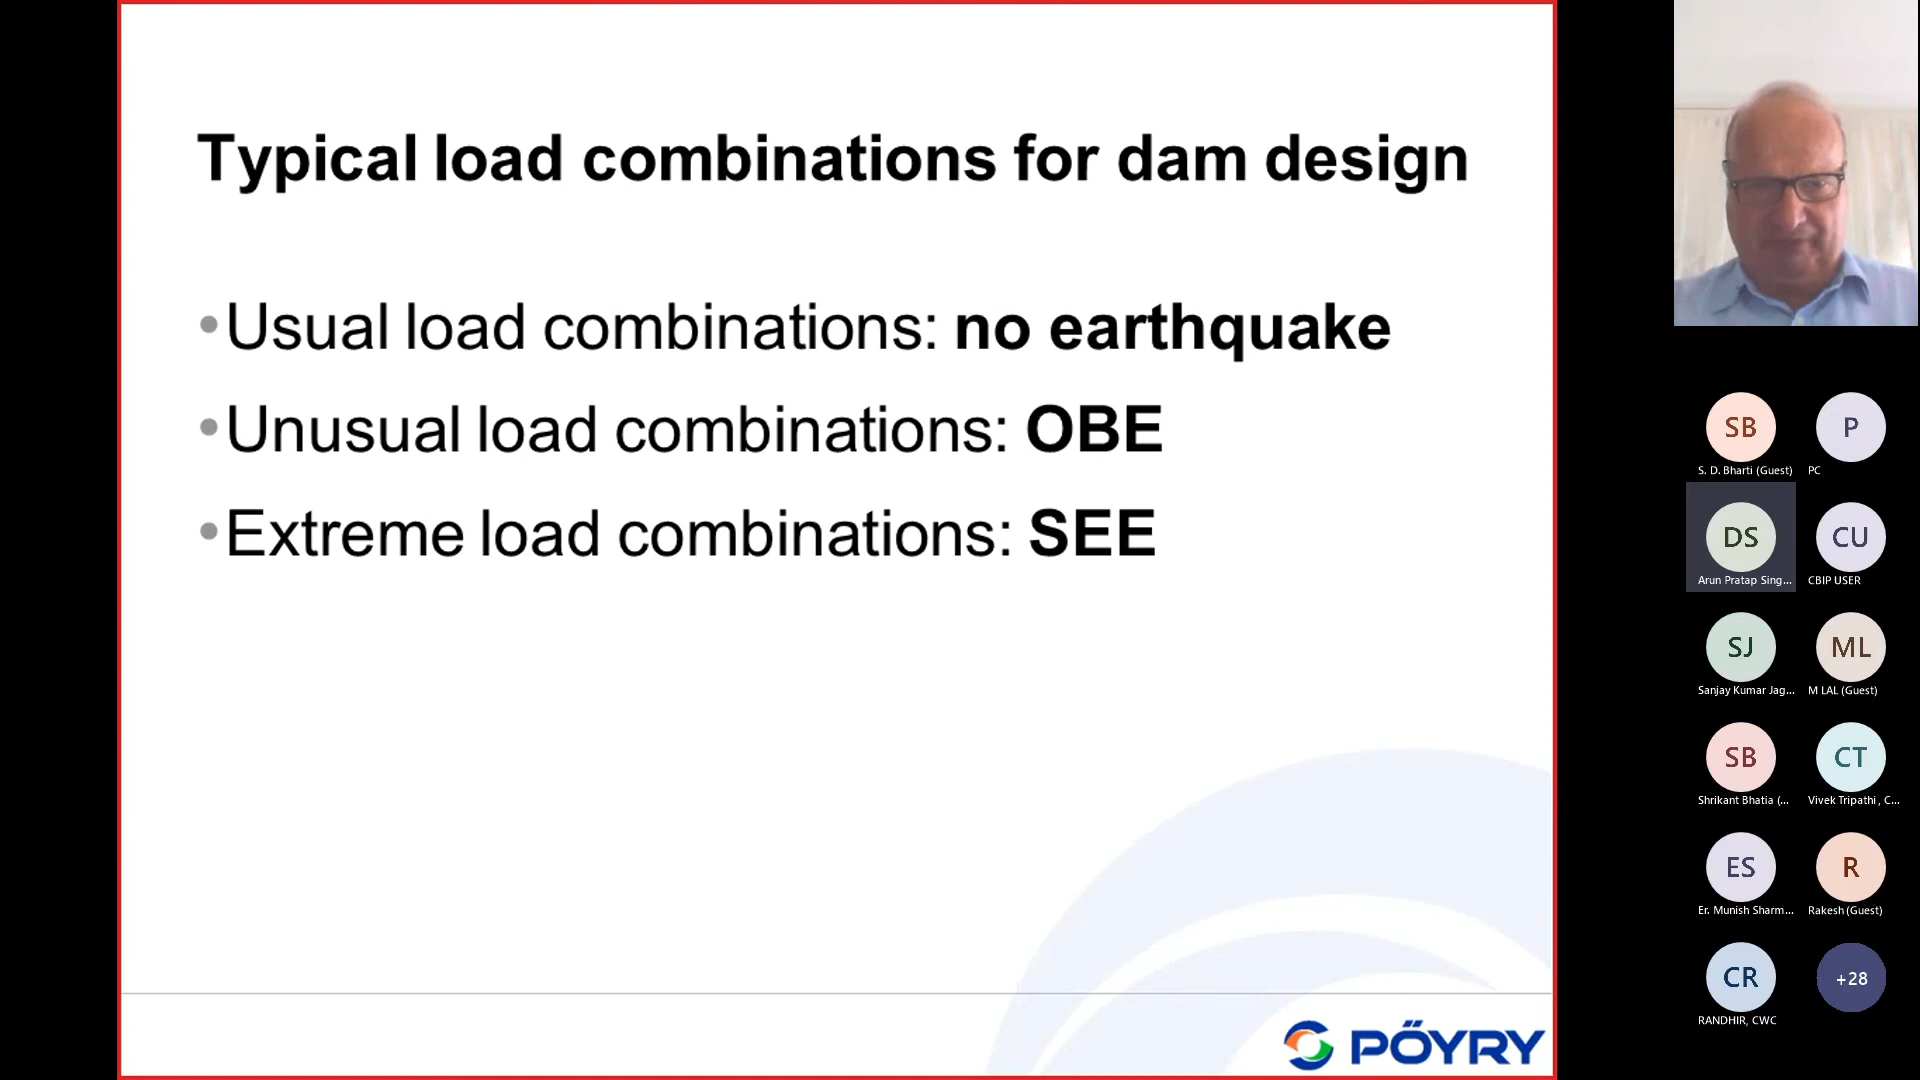 Typical load combinations for dam design
•Usual load combinations: no earthquake
•Unusual load combinations: OBE
•Extreme load combinations: SEE
PÖYRY
SB
P
S. D. Bharti (Guest)
PC
DS
CU
Arun Pratap Sing...
CBIP USER
SJ
ML
Sanjay Kumar Jag...
M LAL (Guest)
SB
CT
Shrikant Bhatia (...
Vivek Tripathi , C...
ES
R
Er. Munish Sharm...
Rakesh (Guest)
CR
+28
RANDHIR, CWC